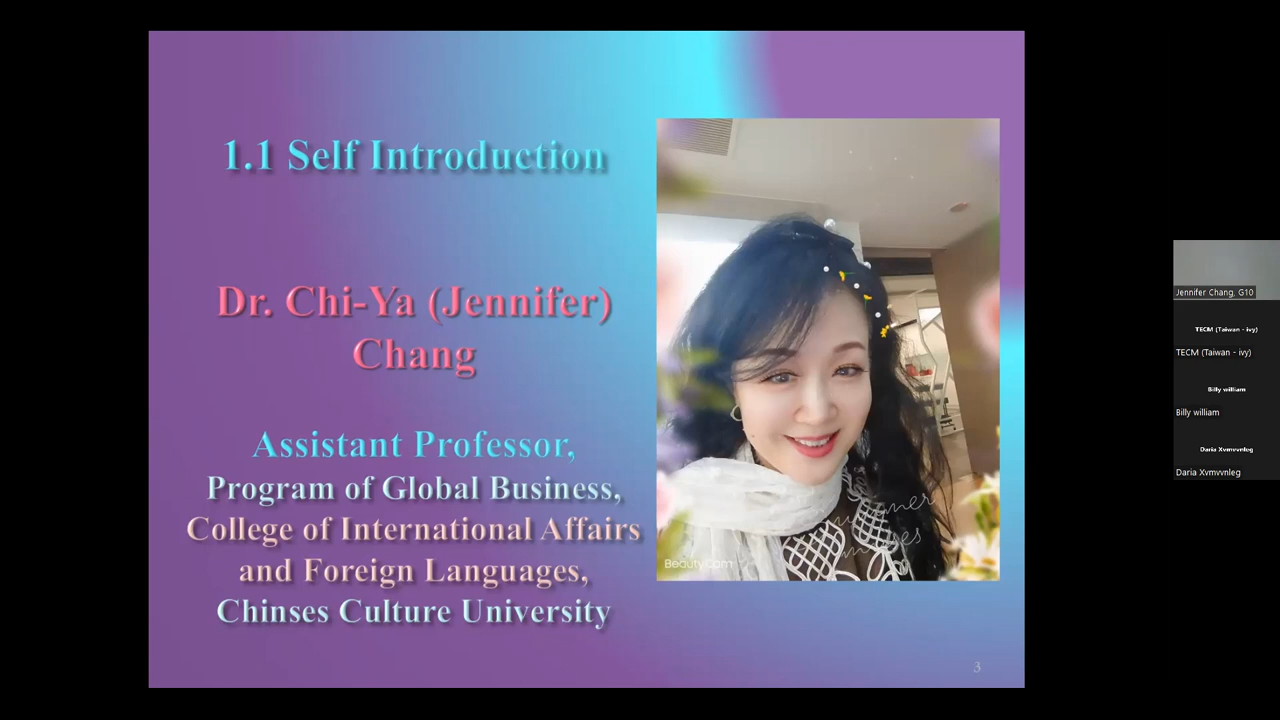 1.1 Self Introduction
Dr. Chi-Ya (Jennifer)
Chang
Assistant Professor,
Program of Global Business,
College of International Affairs
and Foreign Languages,
Chinses Culture University
summer
BeautyCam
3
Jennifer Chang, G10
TECM (Taiwan - ivy)
TECM (Taiwan - ivy)
Billy william
Billy william
Daria Xvmvvnleg
Daria Xvmvvnleg